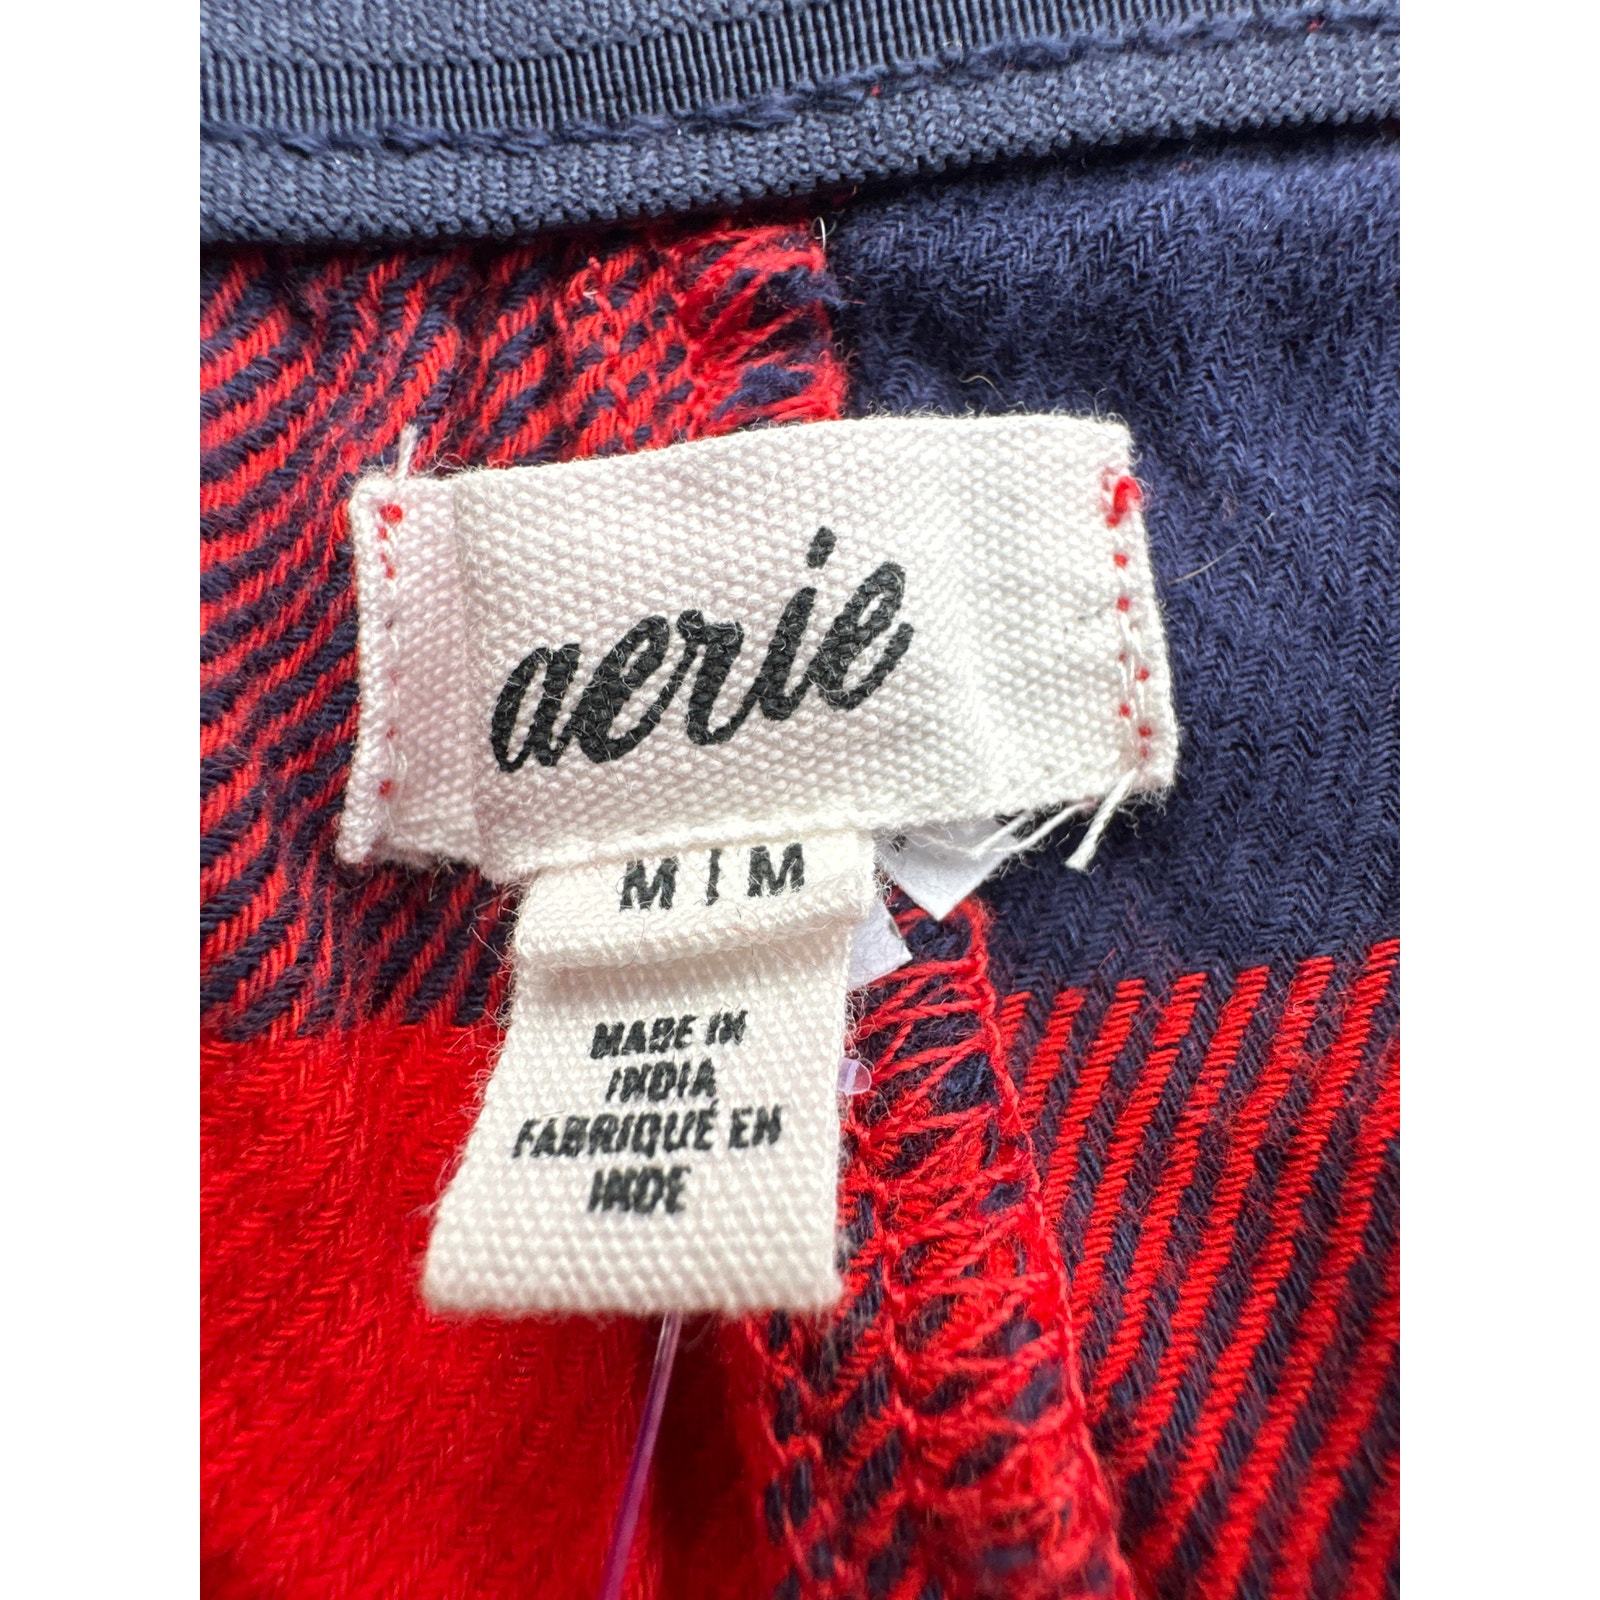 aerie
M | M
MADE IN
INDIA
FABRIQUÉ EN
INDE